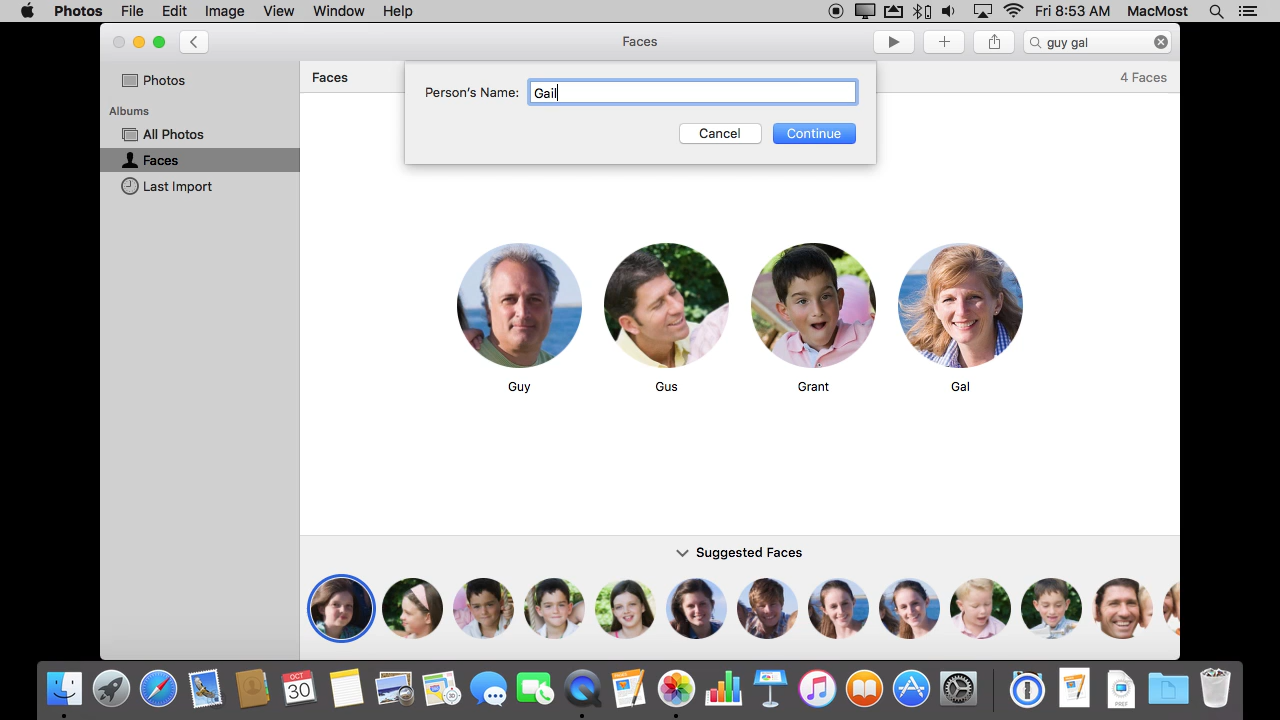 Photos File Edit Image View Window Help Fri 8:53 AM MacMost
Faces guy gal
Photos
Albums
All Photos
Faces
Last Import
Faces 4 Faces
Person's Name: Gail
Cancel Continue
Guy Gus Grant Gal
Suggested Faces
OCT
30
PREF